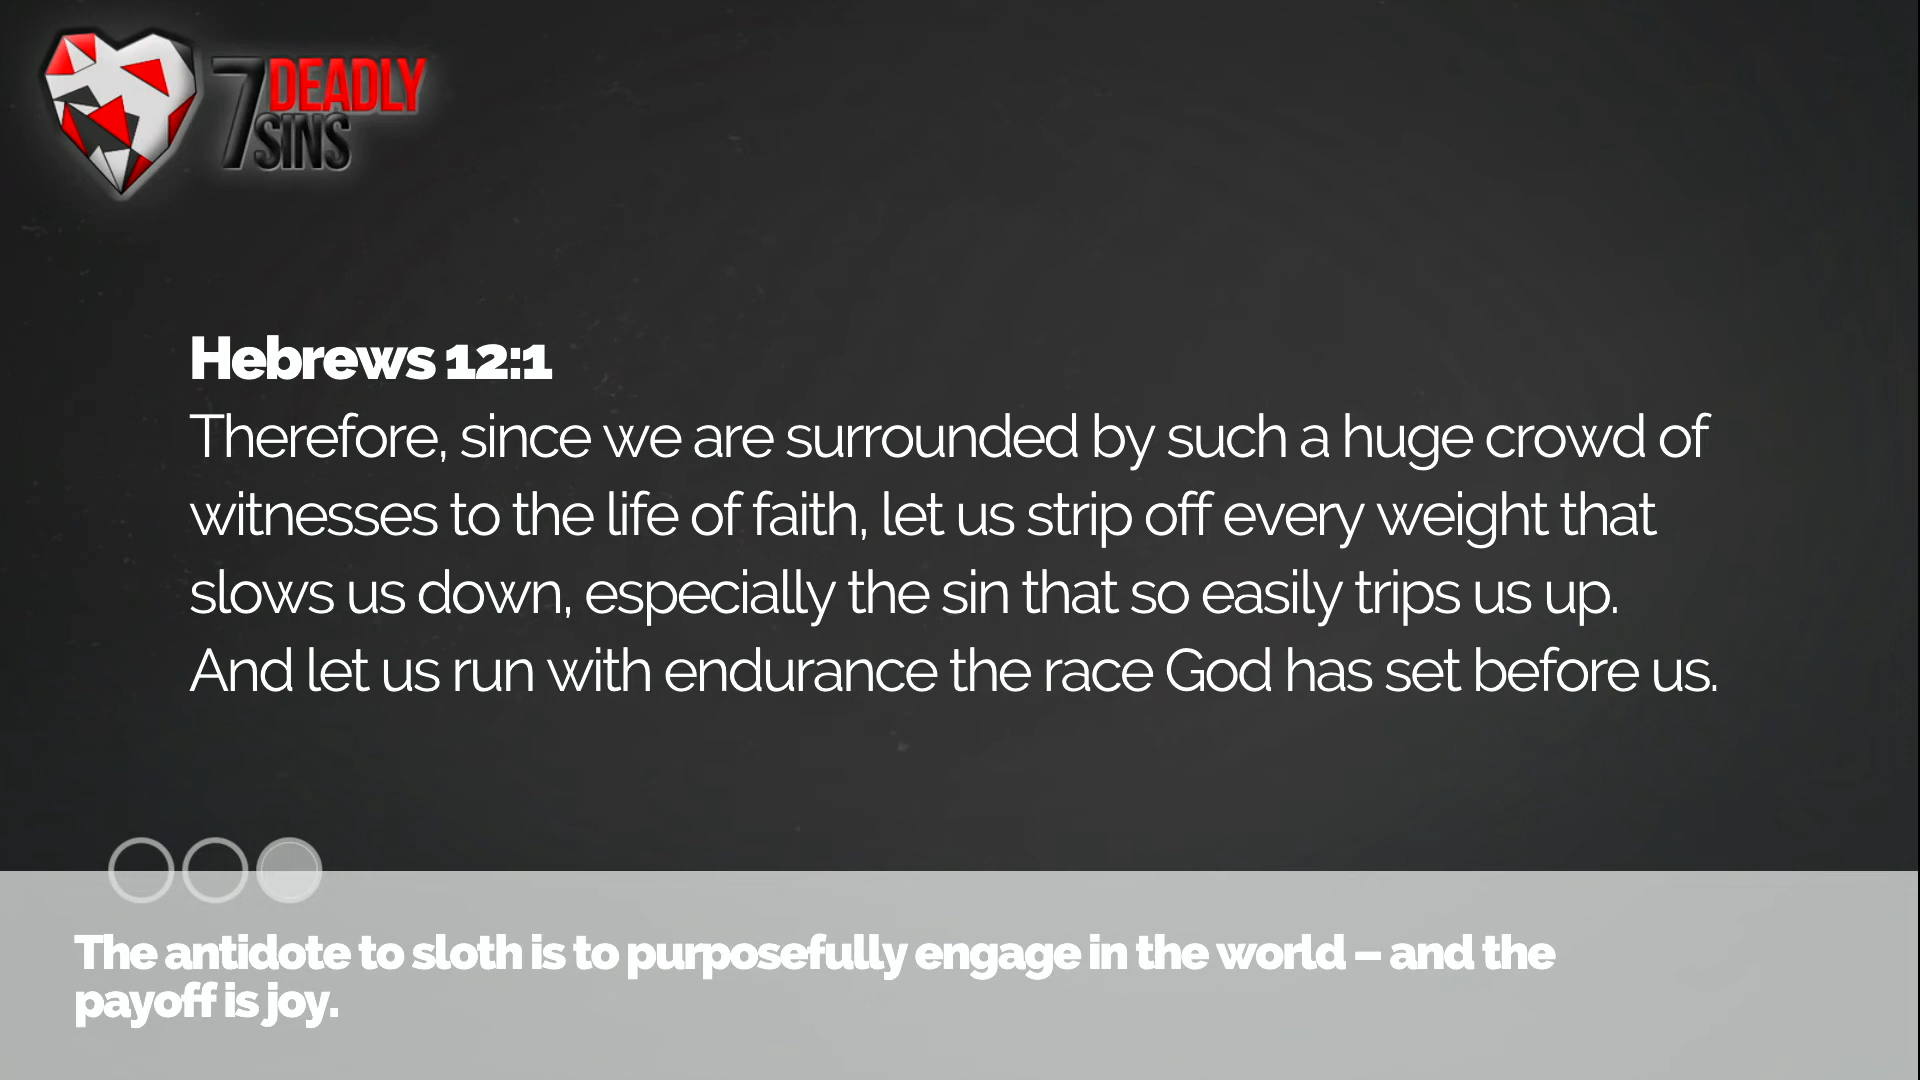 7 DEADLY
SINS
Hebrews 12:1
Therefore, since we are surrounded by such a huge crowd of
witnesses to the life of faith, let us strip off every weight that
slows us down, especially the sin that so easily trips us up.
And let us run with endurance the race God has set before us.
The antidote to sloth is to purposefully engage in the world – and the
payoff is joy.